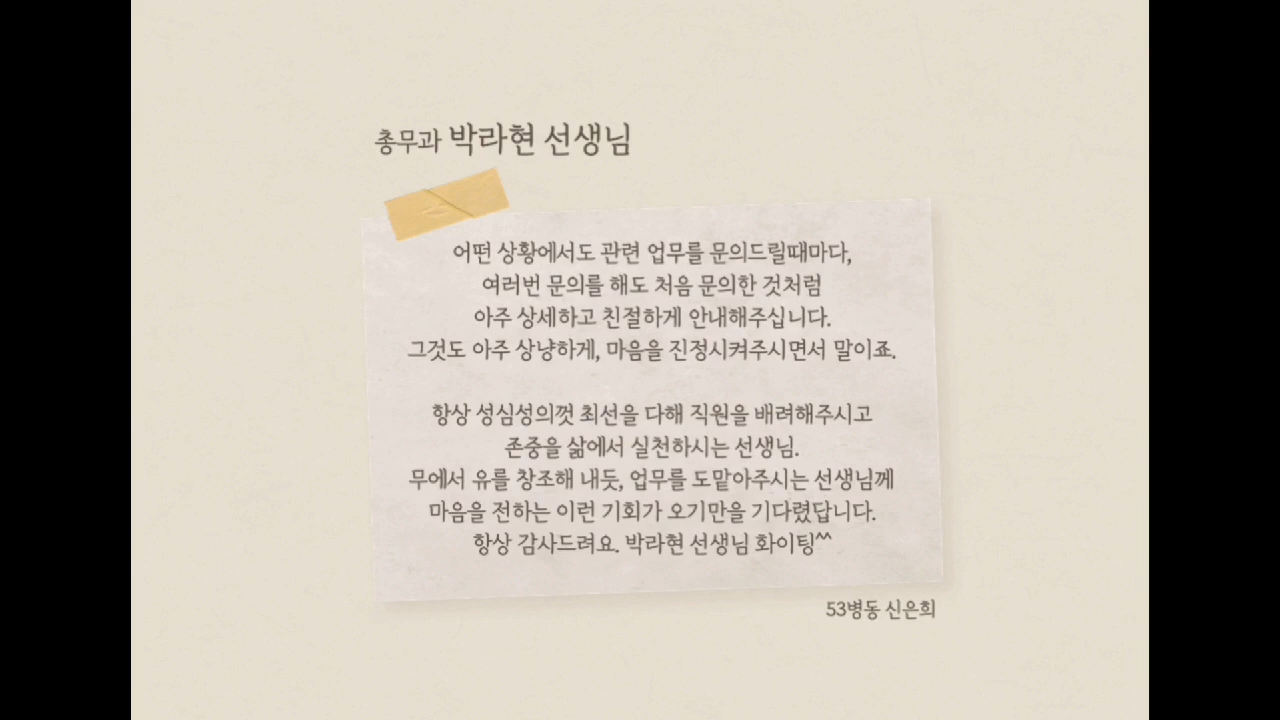 총무과 박라현 선생님
어떤 상황에서도 관련 업무를 문의드릴때마다,
여러번 문의를 해도 처음 문의한 것처럼
아주 상세하고 친절하게 안내해주십니다.
그것도 아주 상냥하게, 마음을 진정시켜주시면서 말이죠.
항상 성심성의껏 최선을 다해 직원을 배려해주시고
존중을 삶에서 실천하시는 선생님.
무에서 유를 창조해 내듯, 업무를 도맡아주시는 선생님께
마음을 전하는 이런 기회가 오기만을 기다렸답니다.
항상 감사드려요. 박라현 선생님 화이팅^^
53병동 신은희